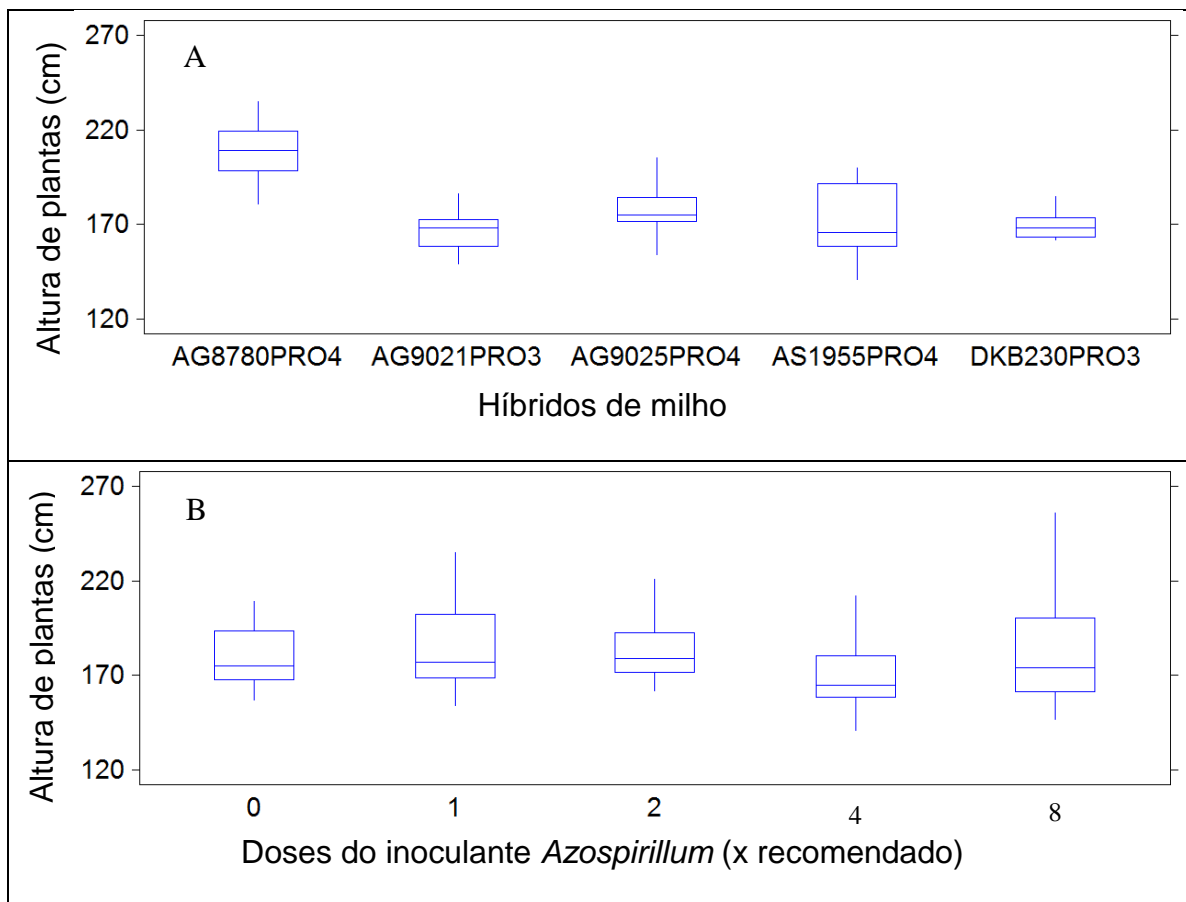 Altura de plantas (cm)
270
220
170
120
A
AG8780PRO4 AG9021PRO3 AG9025PRO4 AS1955PRO4 DKB230PRO3
Híbridos de milho
Altura de plantas (cm)
270
220
170
120
B
0 1 2 4 8
Doses do inoculante Azospirillum (x recomendado)